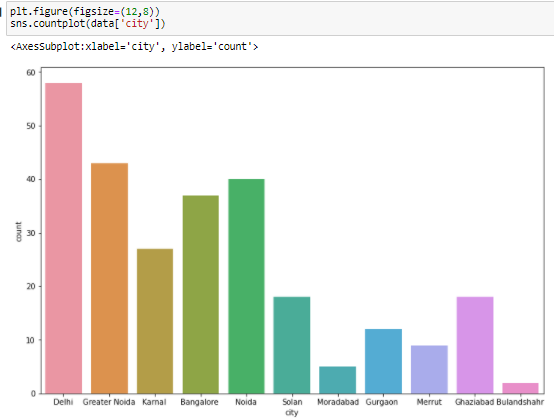 plt.figure(figsize=(12,8))
sns.countplot(data['city'])
<AxesSubplot:xlabel='city', ylabel='count'>
60
50
40
30
20
10
0
count
Delhi Greater Noida Karnal Bangalore Noida Solan Moradabad Gurgaon Merrut Ghaziabad Bulandshahr
city